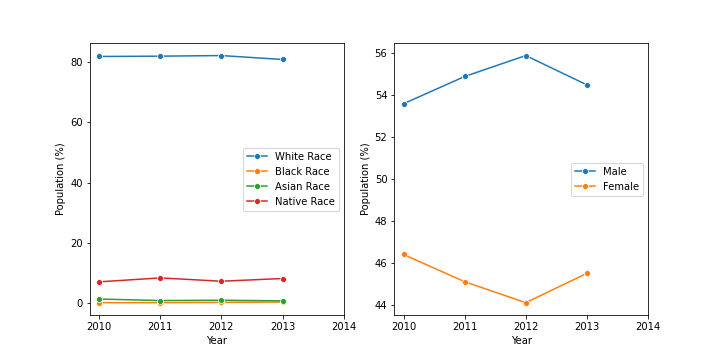 Population (%)
80
60
40
20
0
2010 2011 2012 2013 2014
Year
White Race
Black Race
Asian Race
Native Race
Population (%)
56
54
52
50
48
46
44
2010 2011 2012 2013 2014
Year
Male
Female